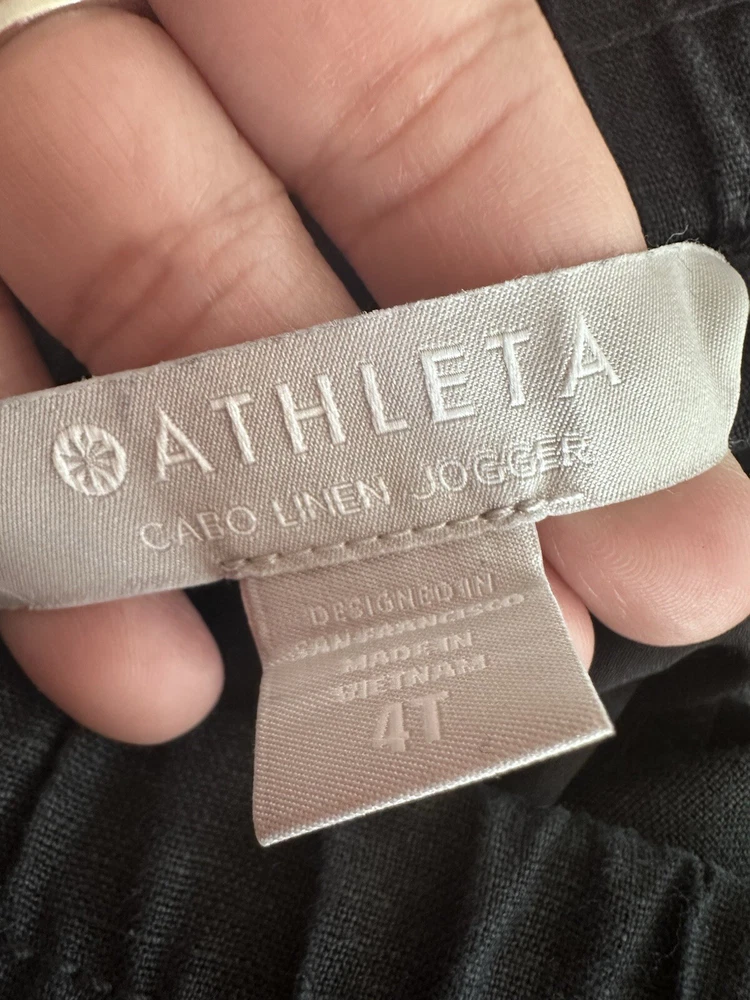 ATHLETA
CABO LINEN JOGGER
DESIGNED IN
SAN FRANCISCO
MADE IN
VIETNAM
4T